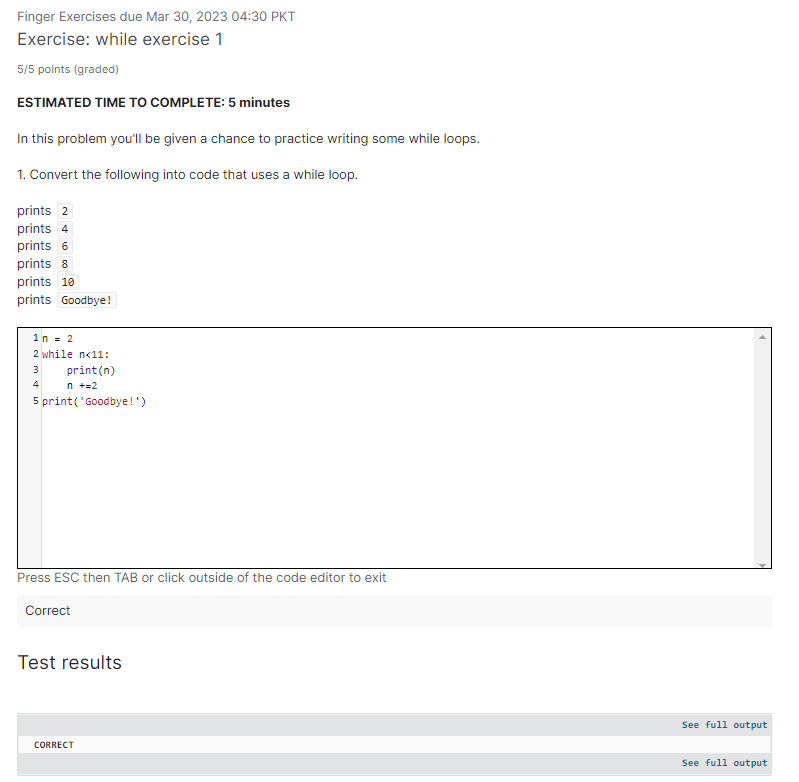 Finger Exercises due Mar 30, 2023 04:30 PKT
Exercise: while exercise 1
5/5 points (graded)
ESTIMATED TIME TO COMPLETE: 5 minutes
In this problem you'll be given a chance to practice writing some while loops.
1. Convert the following into code that uses a while loop.
prints 2
prints 4
prints 6
prints 8
prints 10
prints Goodbye!
1 n = 2
2 while n<11:
3     print(n)
4     n +=2
5 print('Goodbye!')
Press ESC then TAB or click outside of the code editor to exit
Correct
Test results
See full output
CORRECT
See full output